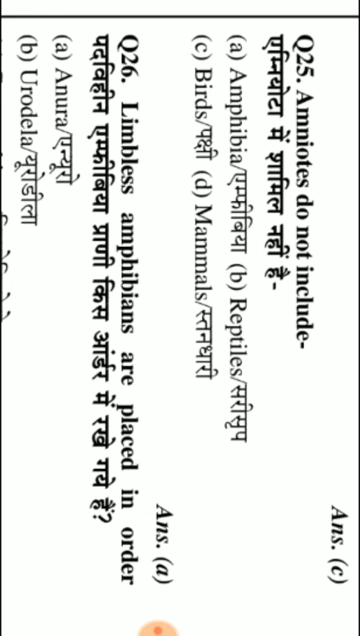 Ans. (c)
Q25. Amniotes do not include-
एम्नियोटा में शामिल नहीं है-
(a) Amphibia/एम्फीबिया (b) Reptiles/सरीसृप
(c) Birds/पक्षी (d) Mammals/स्तनधारी
Ans. (a)
Q26. Limbless amphibians are placed in order
पदविहीन एम्फीबिया प्राणी किस आंर्डर में रखे गये हैं?
(a) Anura/एन्यूरो
(b) Urodela/यूरोडीला